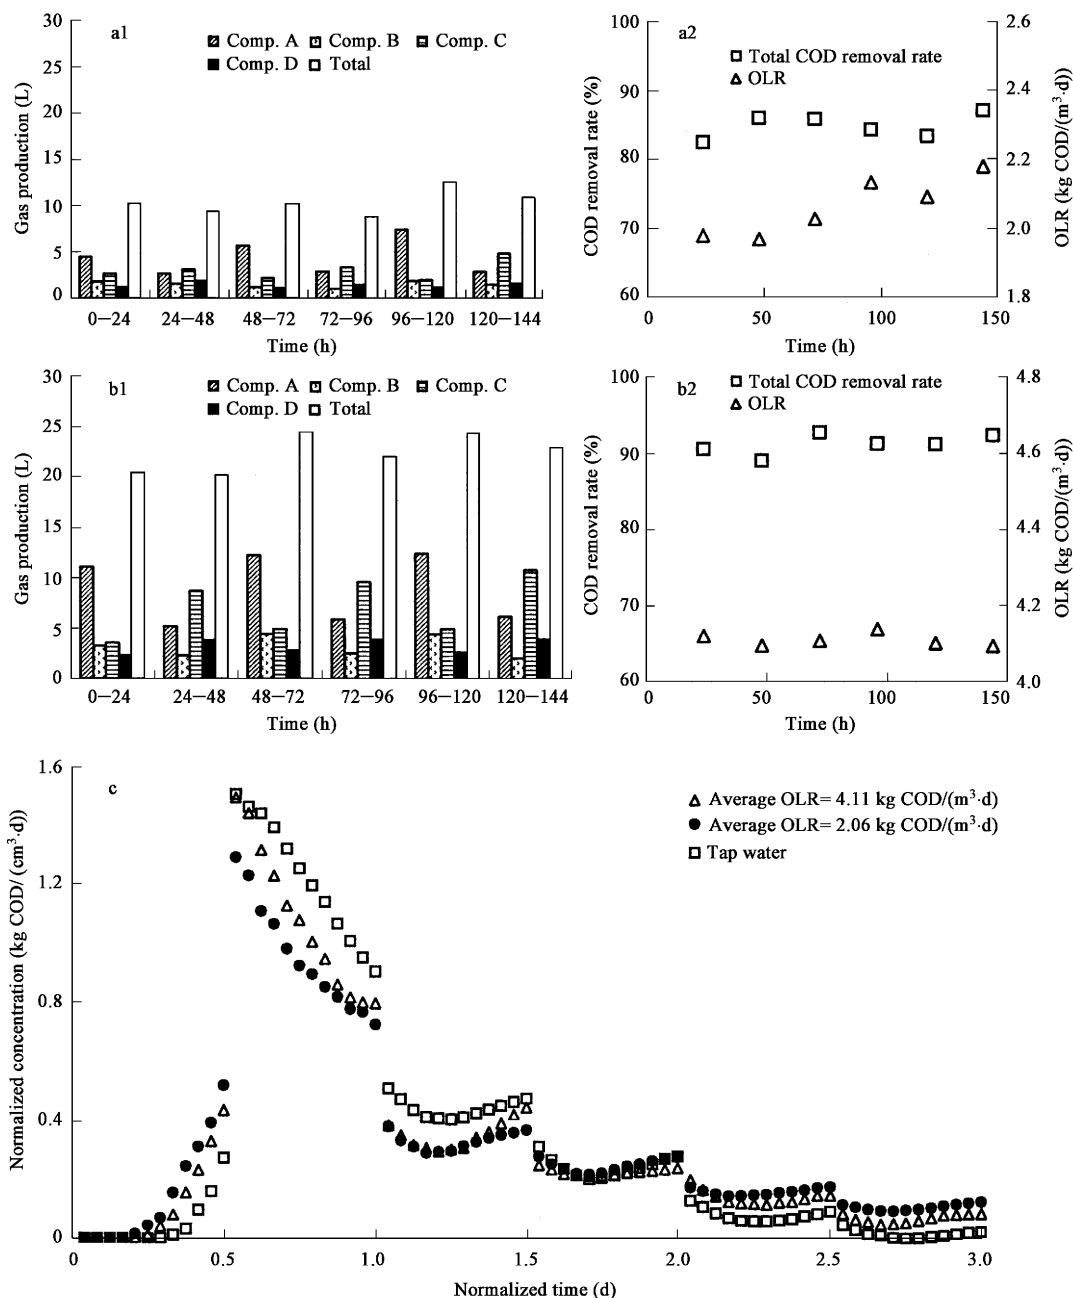 a1
Comp. A Comp. B Comp. C
Comp. D Total
Gas production (L)
30
25
20
15
10
5
0
0−24 24−48 48−72 72−96 96−120 120−144
Time (h)
a2
Total COD removal rate
OLR
COD removal rate (%)
100
90
80
70
60
OLR (kg COD/(m³·d))
2.6
2.4
2.2
2.0
1.8
0 50 100 150
Time (h)
b1
Comp. A Comp. B Comp. C
Comp. D Total
Gas production (L)
30
25
20
15
10
5
0
0−24 24−48 48−72 72−96 96−120 120−144
Time (h)
b2
Total COD removal rate
OLR
COD removal rate (%)
100
90
80
70
60
OLR (kg COD/(m³·d))
4.8
4.6
4.4
4.2
4.0
0 50 100 150
Time (h)
c
Average OLR= 4.11 kg COD/(m³·d)
Average OLR= 2.06 kg COD/(m³·d)
Tap water
Normalized concentration (kg COD/ (cm³·d))
1.6
1.2
0.8
0.4
0
0 0.5 1.0 1.5 2.0 2.5 3.0
Normalized time (d)